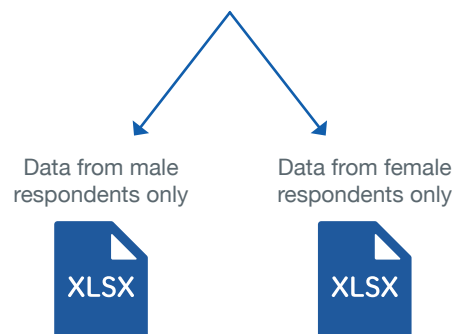 Data from male
respondents only
Data from female
respondents only
XLSX
XLSX